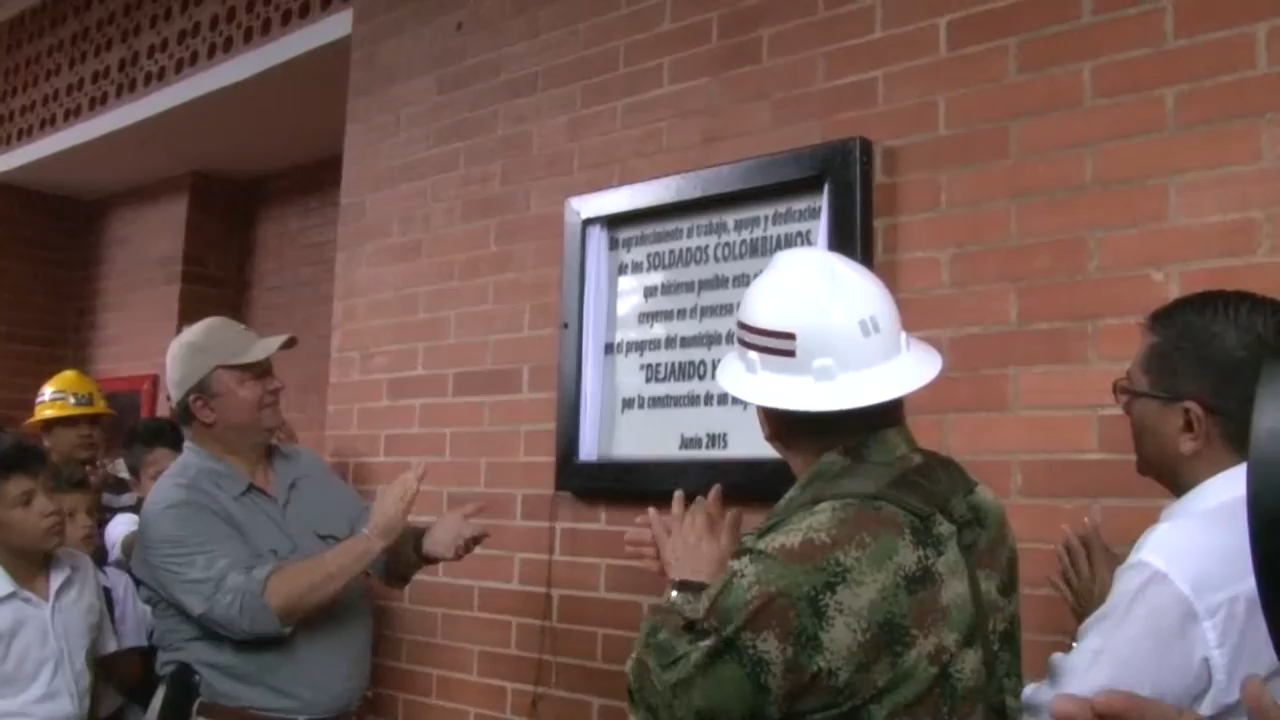 En agradecimiento al trabajo, apoyo y dedicación
de los SOLDADOS COLOMBIANOS
que hicieron posible esta
creyeron en el proceso
en el progreso del municipio de
"DEJANDO
por la construcción de un
Junio 2015